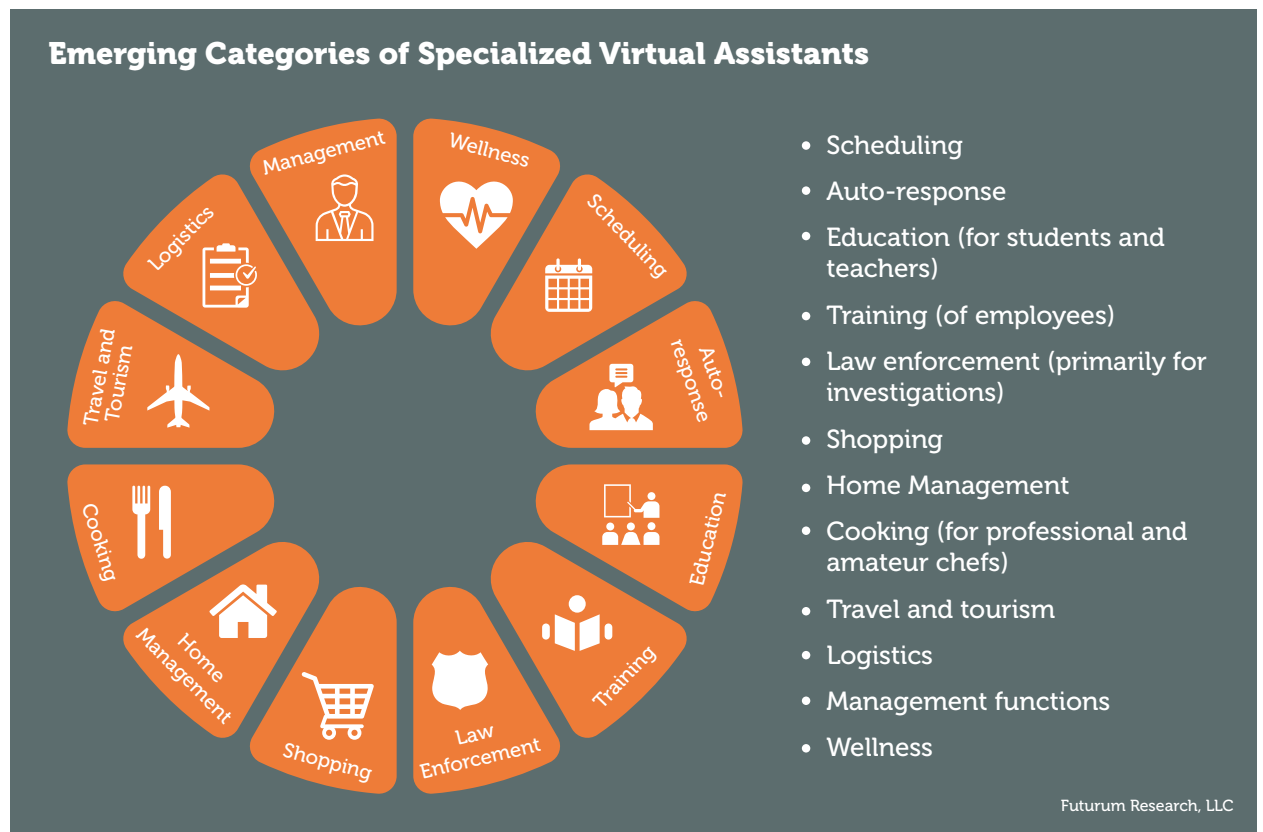 Emerging Categories of Specialized Virtual Assistants
Management
Wellness
Scheduling
Auto-
response
Education
Training
Law
Enforcement
Shopping
Home
Management
Cooking
Travel and
Tourism
Logistics
• Scheduling
• Auto-response
• Education (for students and
teachers)
• Training (of employees)
• Law enforcement (primarily for
investigations)
• Shopping
• Home Management
• Cooking (for professional and
amateur chefs)
• Travel and tourism
• Logistics
• Management functions
• Wellness
Futurum Research, LLC